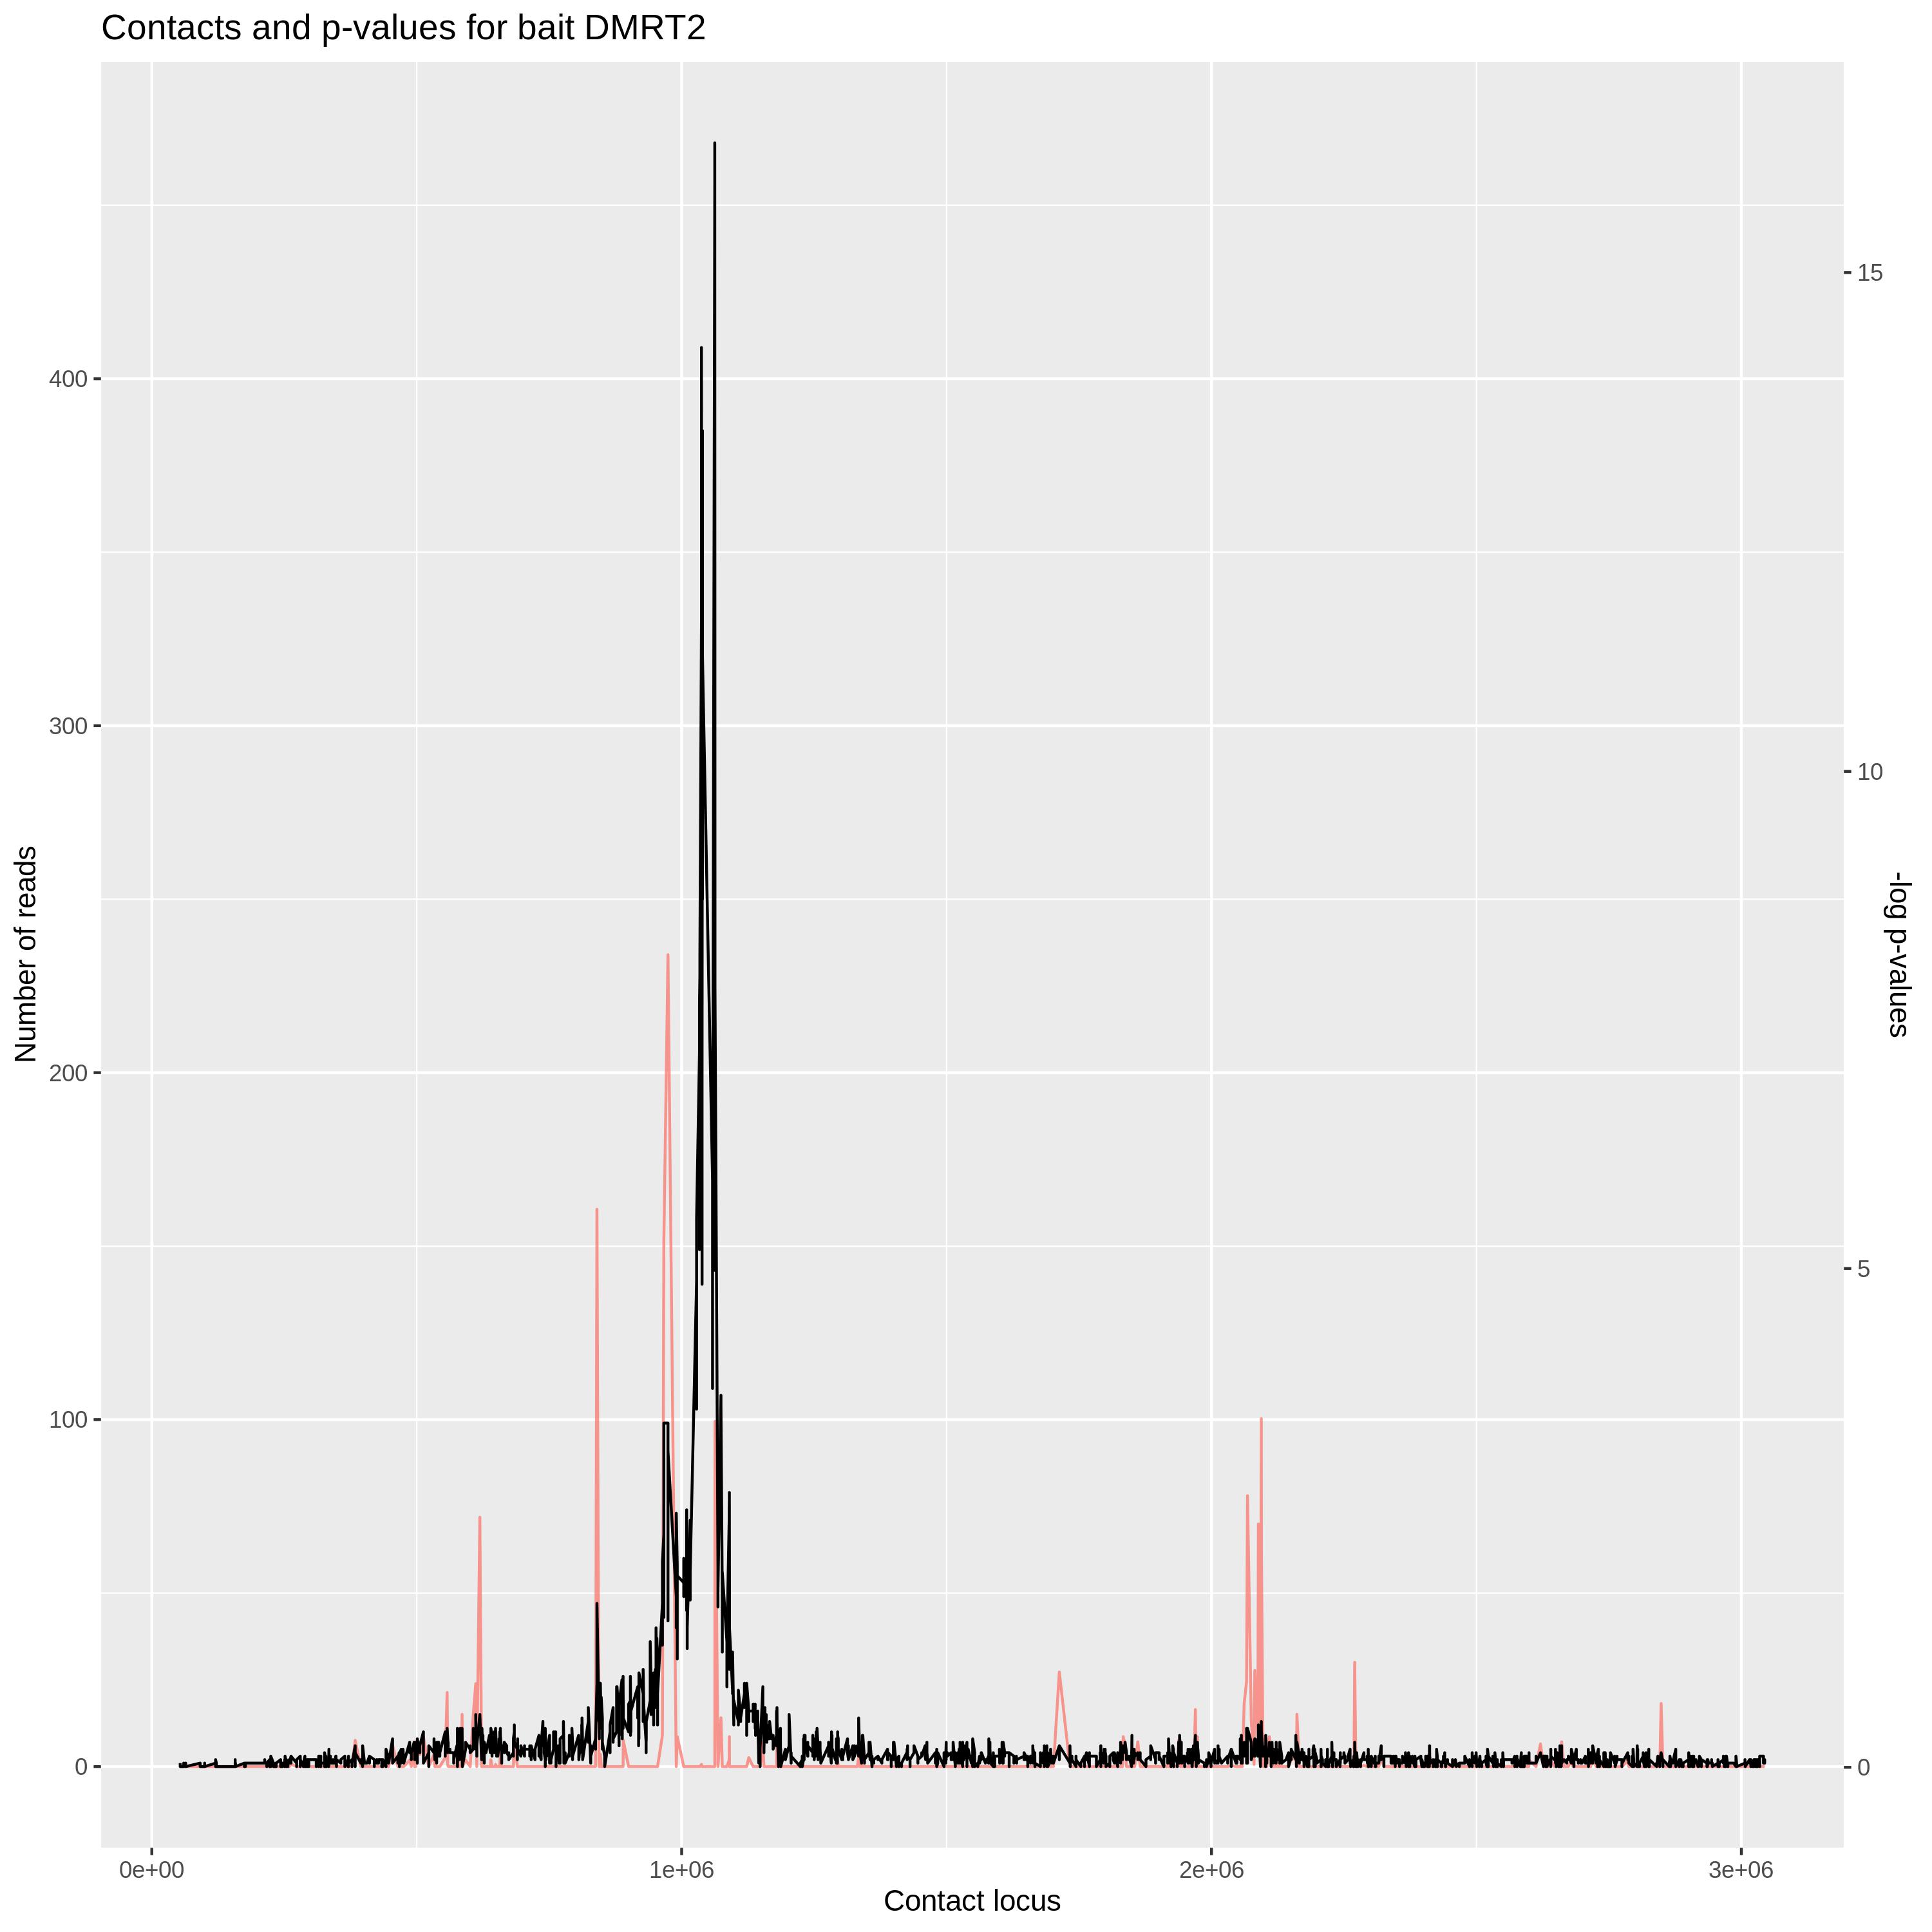 Contacts and p-values for bait DMRT2
400
300
200
100
0
Number of reads
15
10
5
0
-log p-values
0e+00
1e+06
2e+06
3e+06
Contact locus